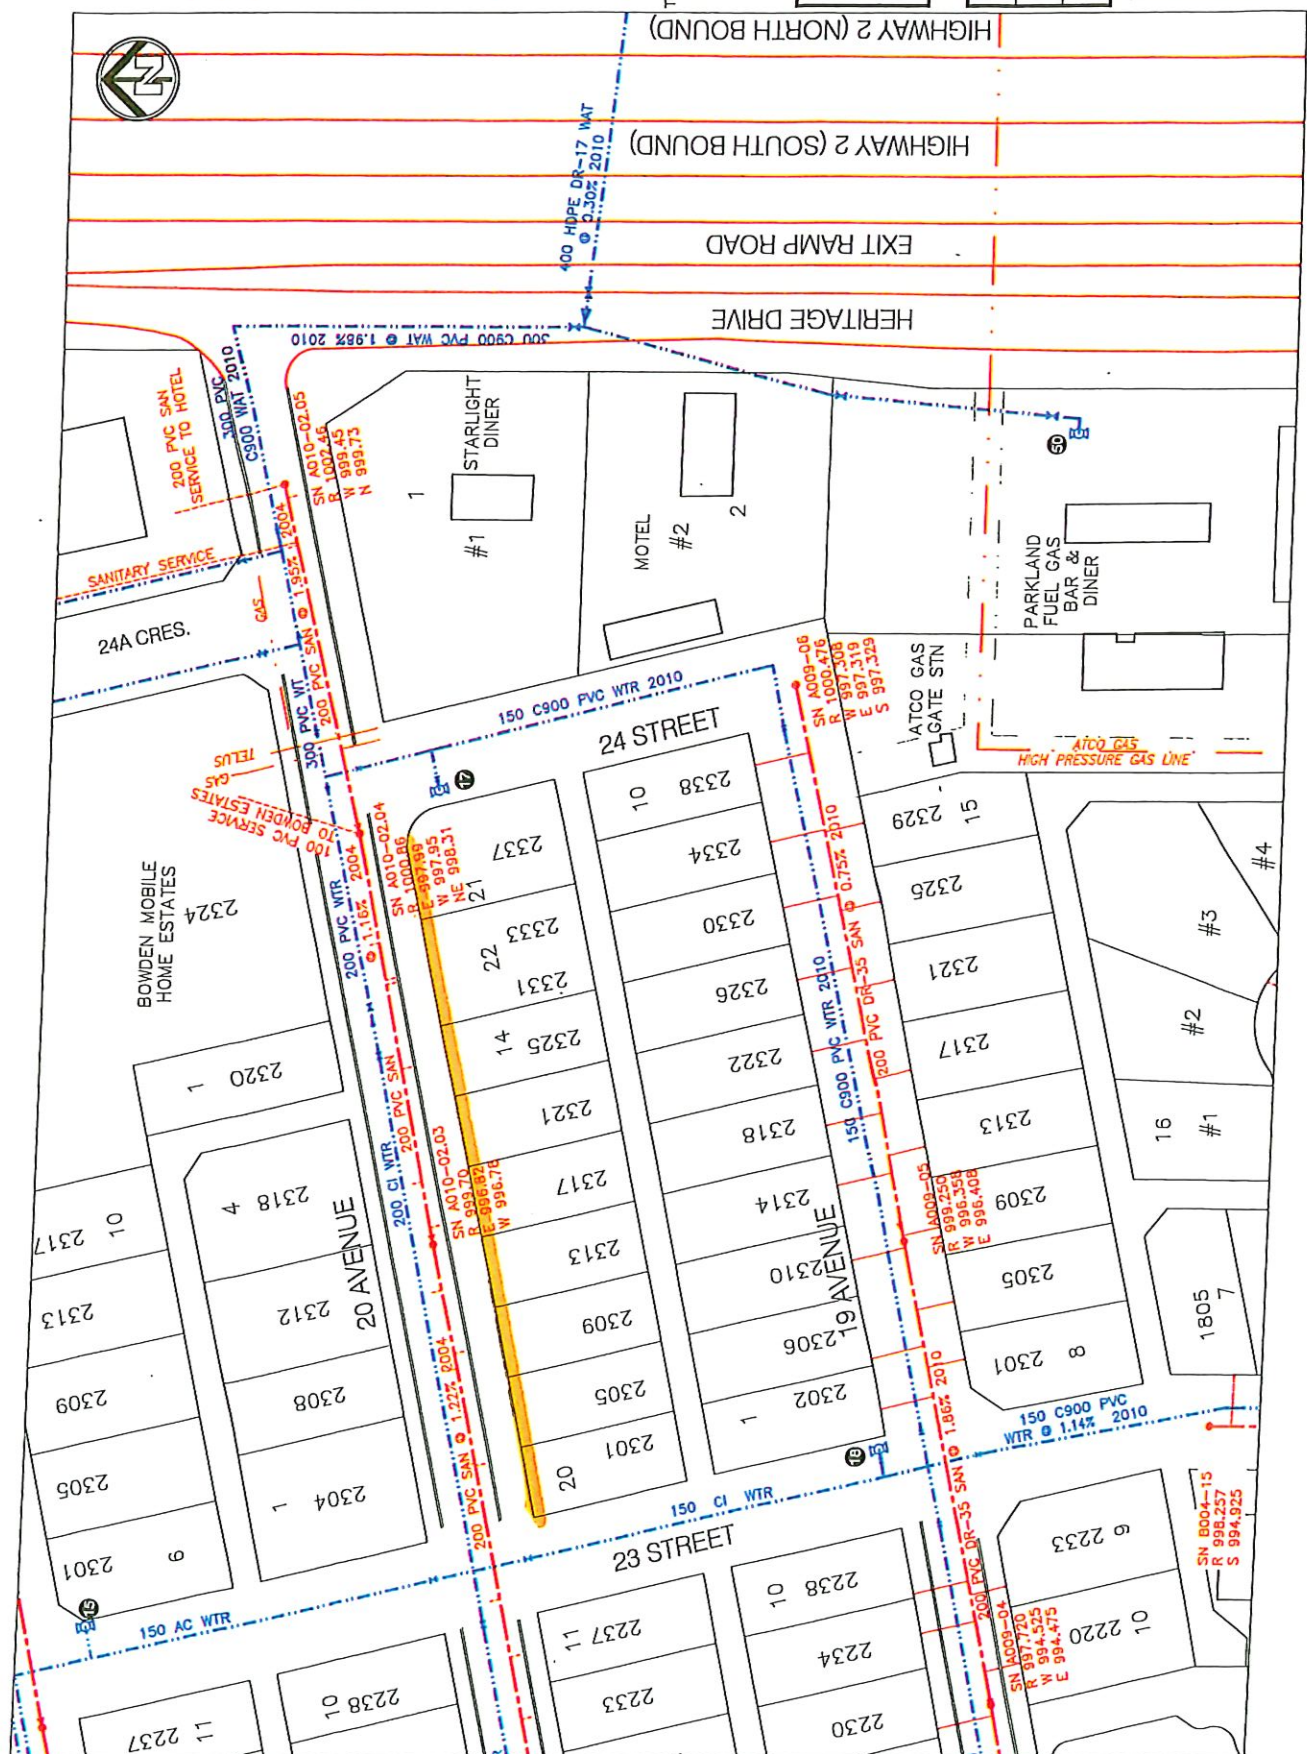 HIGHWAY 2 (NORTH BOUND)
N
HIGHWAY 2 (SOUTH BOUND)
400 HDPE DR-17 WAT
@ 0.30% 2010
EXIT RAMP ROAD
HERITAGE DRIVE
300 C900 PVC WAT @ 1.98% 2010
200 PVC SAN
SERVICE TO HOTEL
300 PVC
C900 WAT 2010
SN A010-02.05
R 1002.46
W 999.45
N 999.73
STARLIGHT
DINER
1
#1
MOTEL
#2
2
50
PARKLAND
FUEL GAS
BAR &
DINER
SANITARY SERVICE
24A CRES.
GAS
200 PVC SAN @ 1.95% 2004
300 PVC WT
TELUS
GAS
100 PVC SERVICE
TO BOWDEN ESTATES
150 C900 PVC WTR 2010
24 STREET
17
SN A009-06
R 1000.476
W 997.308
E 997.319
S 997.329
ATCO GAS
GATE STN
ATCO GAS
HIGH PRESSURE GAS LINE
BOWDEN MOBILE
HOME ESTATES
2324
200 PVC WTR
@ 1.16% 2004
200 PVC SAN
SN A010-02.04
R 1000.86
E 997.99
W 997.95
NE 998.31
2337
21
2333
22
2331
14
2325
2321
2317
2313
2309
2305
2301
20
10
2338
2334
2330
2326
2322
2318
2314
2310
2306
2302
1
150 C900 PVC WTR 2010
200 PVC DR-35 SAN @ 0.75% 2010
19 AVENUE
2329
15
2325
2321
2317
2313
2309
2305
2301
8
#4
#3
#2
16
#1
1805
7
1
2320
4
2318
2312
2308
1
2304
20 AVENUE
200 CI WTR
SN A010-02.03
R 999.70
E 996.82
W 996.78
200 PVC SAN @ 1.22% 2004
2317
10
2313
2309
2305
2301
6
SN A009-05
R 999.250
W 996.358
E 996.408
200 PVC DR-35 SAN @ 1.86% 2010
150 C900 PVC
WTR @ 1.14% 2010
18
150 CI WTR
23 STREET
15
150 AC WTR
SN B004-15
R 998.257
S 994.925
2233
9
2220
10
SN A009-04
R 997.720
W 994.525
E 994.475
10
2238
2234
2230
11
2237
2233
10
2238
2237
11